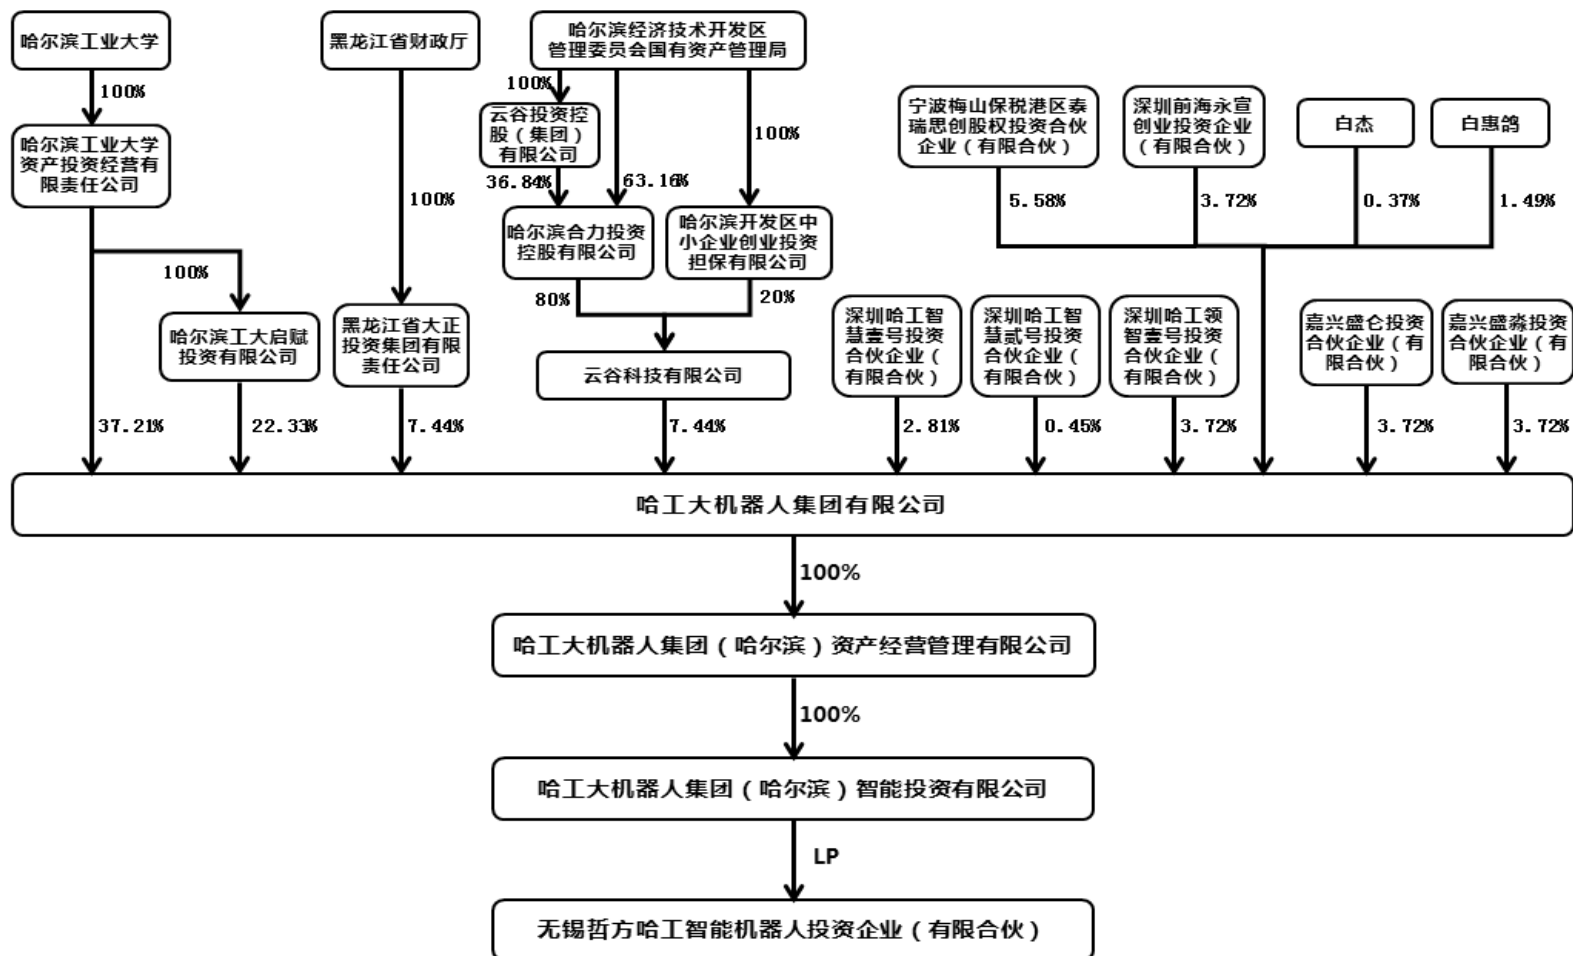 哈尔滨工业大学
黑龙江省财政厅
哈尔滨经济技术开发区
管理委员会国有资产管理局
100%
100%
云谷投资控
股（集团）
有限公司
100%
宁波梅山保税港区泰
瑞思创股权投资合伙
企业（有限合伙）
深圳前海永宣
创业投资企业
（有限合伙）
白杰
白惠鸽
哈尔滨工业大学
资产投资经营有
限责任公司
100%
36.84%
63.16%
5.58%
3.72%
0.37%
1.49%
哈尔滨合力投资
控股有限公司
哈尔滨开发区中
小企业创业投资
担保有限公司
100%
80%
20%
哈尔滨工大启赋
投资有限公司
黑龙江省大正
投资集团有限
责任公司
云谷科技有限公司
深圳哈工智
慧壹号投资
合伙企业（
有限合伙）
深圳哈工智
慧贰号投资
合伙企业（
有限合伙）
深圳哈工领
智壹号投资
合伙企业（
有限合伙）
嘉兴盛仑投资
合伙企业（有
限合伙）
嘉兴盛淼投资
合伙企业（有
限合伙）
37.21%
22.33%
7.44%
7.44%
2.81%
0.45%
3.72%
3.72%
3.72%
哈工大机器人集团有限公司
100%
哈工大机器人集团（哈尔滨）资产经营管理有限公司
100%
哈工大机器人集团（哈尔滨）智能投资有限公司
LP
无锡哲方哈工智能机器人投资企业（有限合伙）